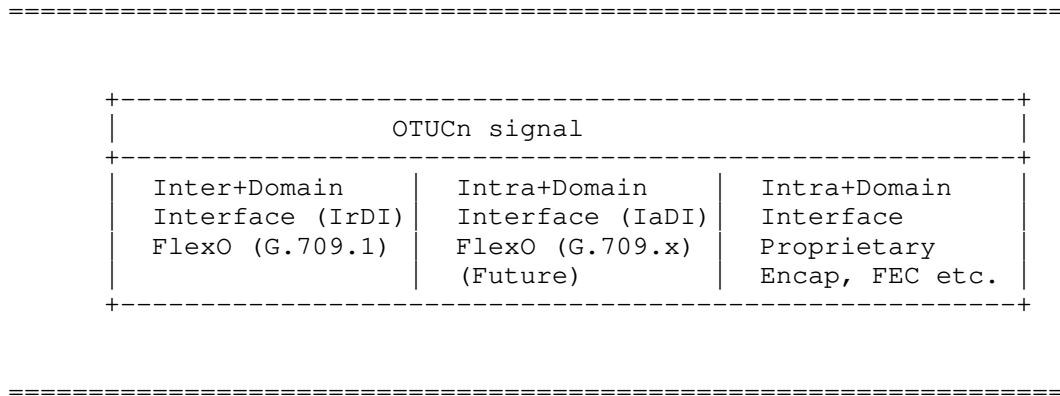 OTUCn signal
Inter+Domain | Intra+Domain | Intra+Domain
Interface (IrDI)| Interface (IaDI)| Interface
FlexO (G.709.1) | FlexO (G.709.x) | Proprietary
| (Future) | Encap, FEC etc.